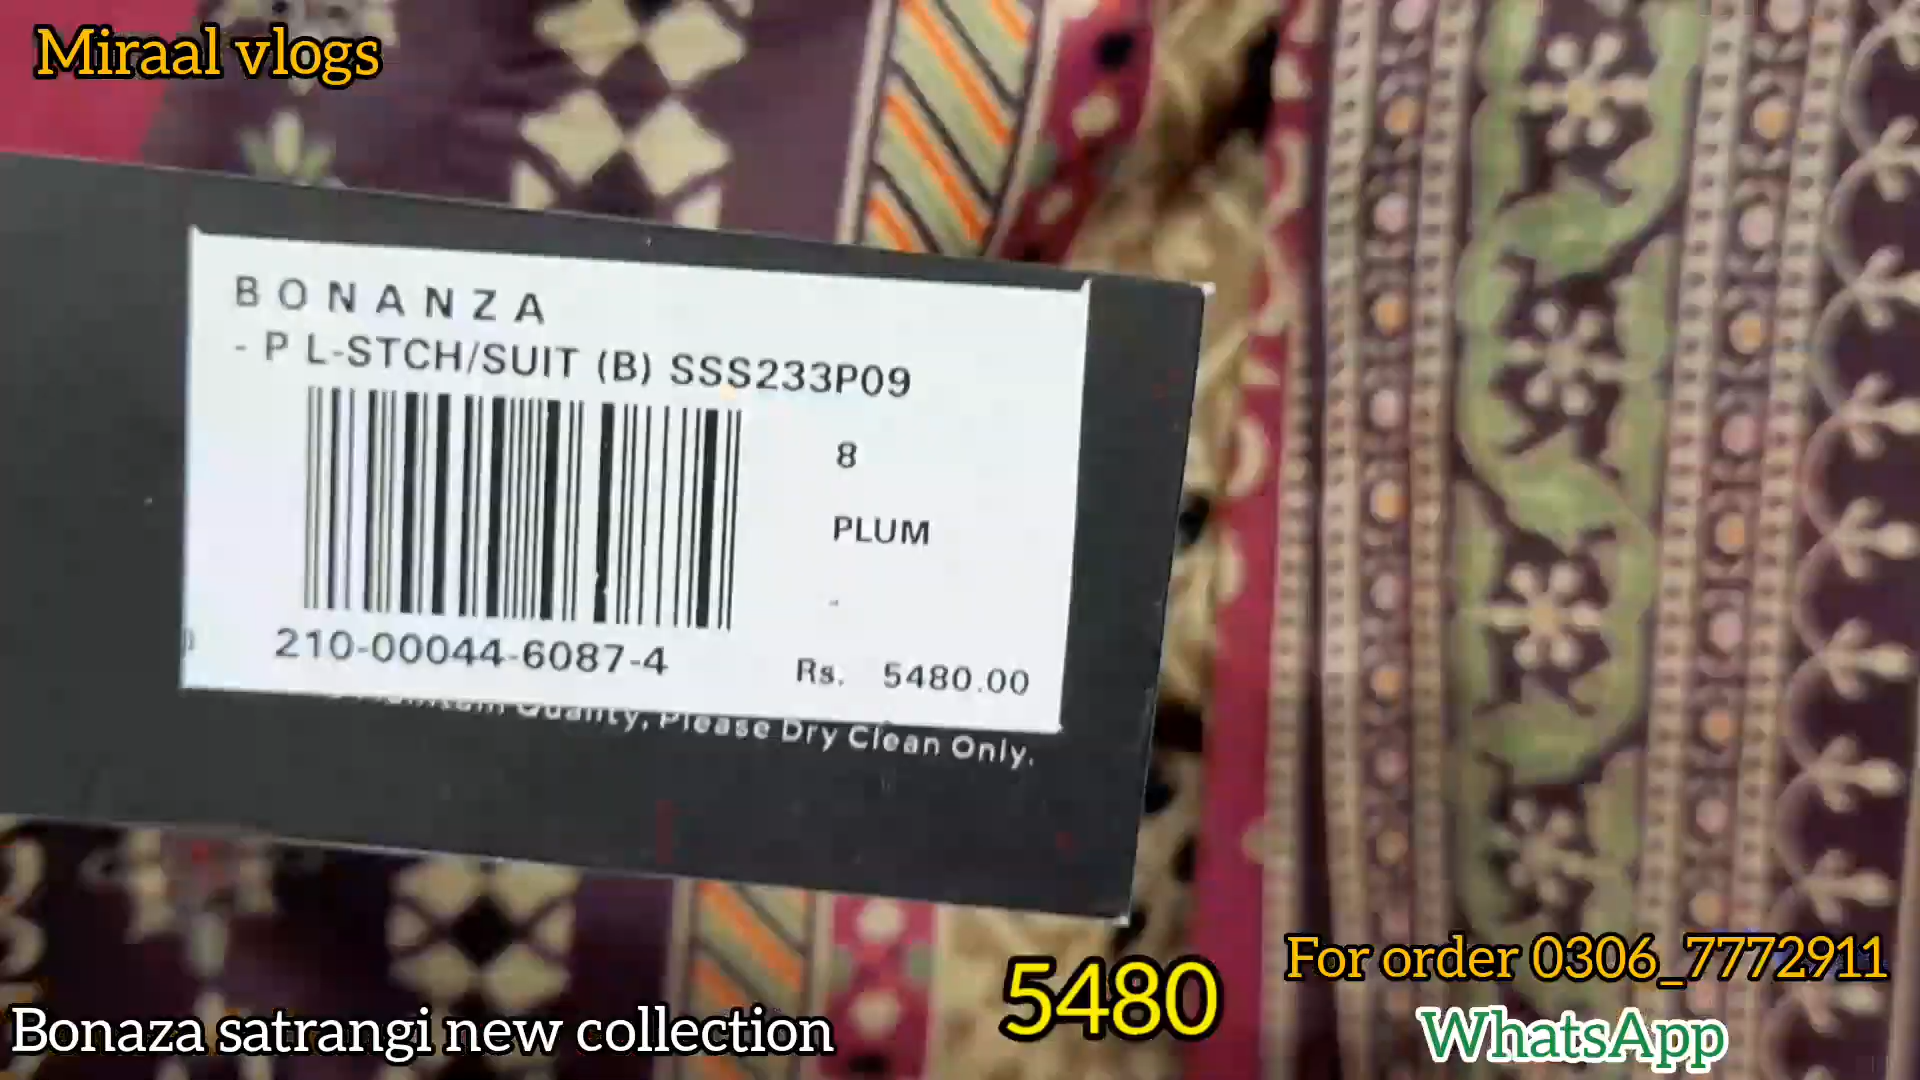 Miraal vlogs
BONANZA
- P L-STCH/SUIT (B) SSS233P09
8
PLUM
-
210-00044-6087-4
Rs. 5480.00
Quality, Please Dry Clean Only.
5480
For order 0306_7772911
WhatsApp
Bonaza satrangi new collection